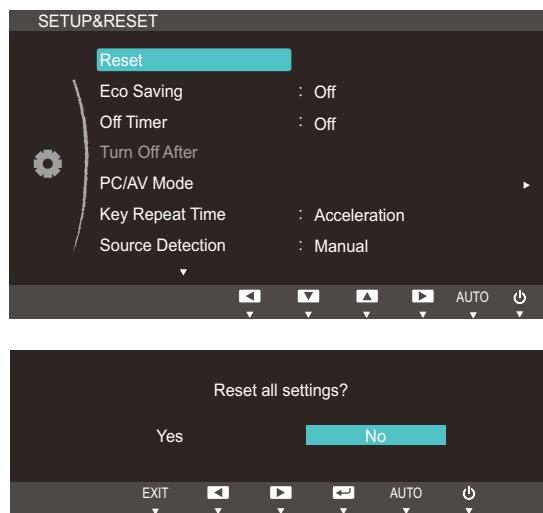 SETUP&RESET
Reset
Eco Saving : Off
Off Timer : Off
Turn Off After
PC/AV Mode
Key Repeat Time : Acceleration
Source Detection : Manual
AUTO
Reset all settings?
Yes No
EXIT AUTO